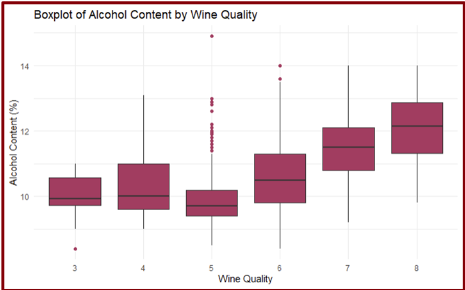 Boxplot of Alcohol Content by Wine Quality
Alcohol Content (%)
14
12
10
3 4 5 6 7 8
Wine Quality